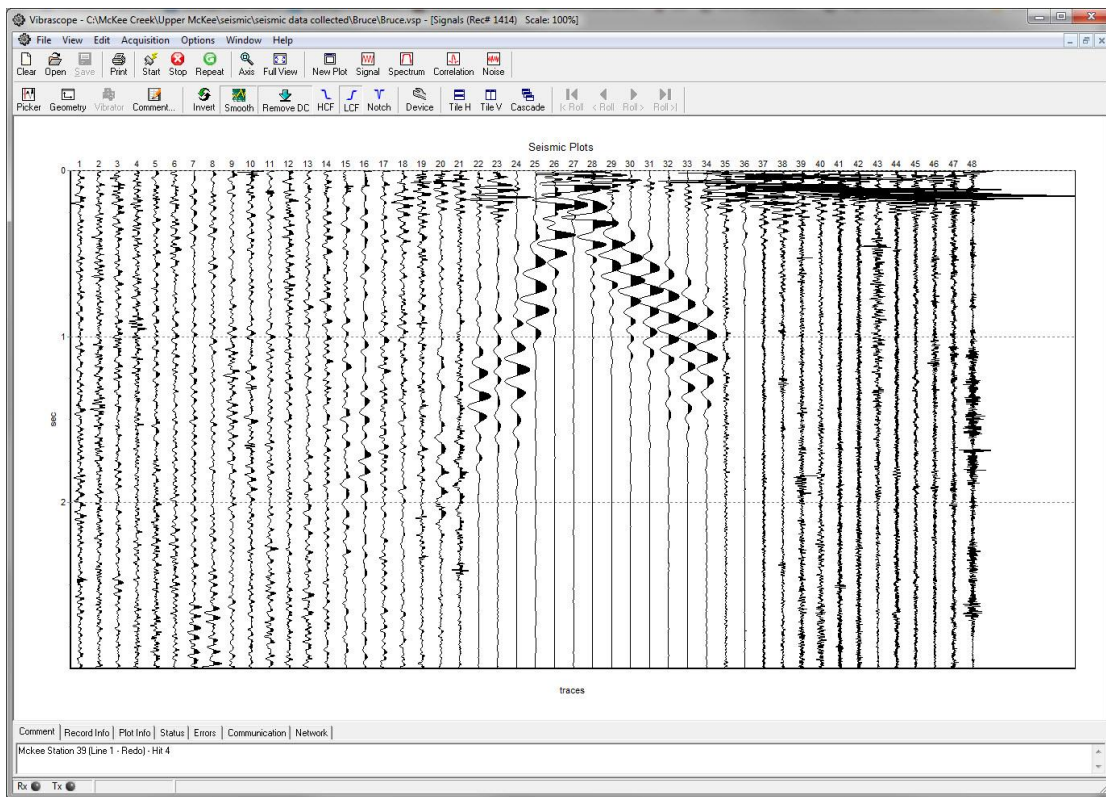 Vibrascope - C:\McKee Creek\Upper McKee\seismic\seismic data collected\Bruce\Bruce.vsp - [Signals (Rec# 1414) Scale: 100%]
File View Edit Acquisition Options Window Help
Clear Open Save Print Start Stop Repeat Axis Full View New Plot Signal Spectrum Correlation Noise
Picker Geometry Vibrator Comment... Invert Smooth Remove DC HCF LCF Notch Device Tile H Tile V Cascade |< Roll < Roll Roll > Roll >|
Seismic Plots
1 2 3 4 5 6 7 8 9 10 11 12 13 14 15 16 17 18 19 20 21 22 23 24 25 26 27 28 29 30 31 32 33 34 35 36 37 38 39 40 41 42 43 44 45 46 47 48
0
1
sec
2
traces
Comment Record Info Plot Info Status Errors Communication Network
Mckee Station 39 (Line 1 - Redo) - Hit 4
Rx Tx